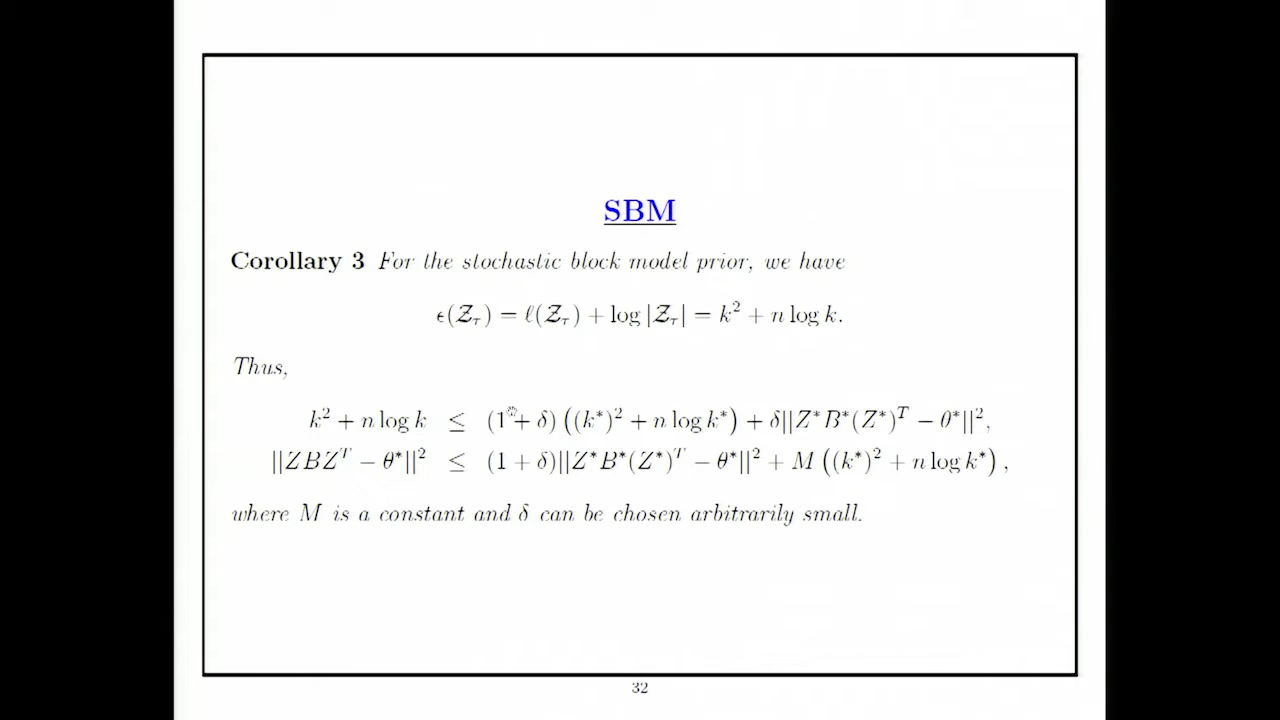 SBM
Corollary 3 For the stochastic block model prior, we have
ϵ(𝒵_τ) = ℓ(𝒵_τ) + log |𝒵_τ| = k² + n log k.
Thus,
k² + n log k ≤ (1 + δ) ((k*)² + n log k*) + δ||Z*B*(Z*)ᵀ − θ*||²,
||ZBZᵀ − θ*||² ≤ (1 + δ)||Z*B*(Z*)ᵀ − θ*||² + M ((k*)² + n log k*) ,
where M is a constant and δ can be chosen arbitrarily small.
32